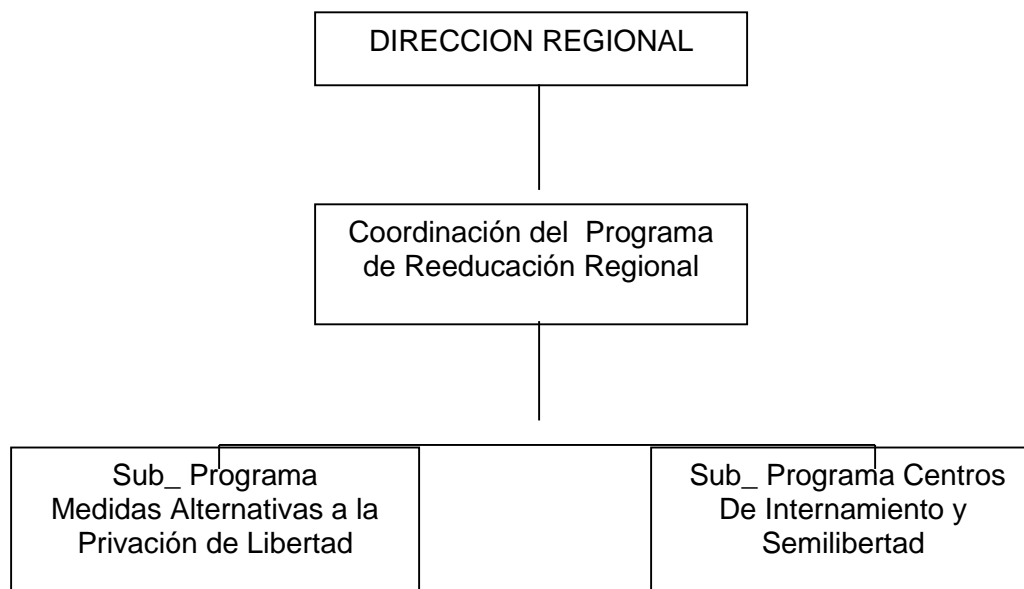 DIRECCION REGIONAL
Coordinación del Programa
de Reeducación Regional
Sub_ Programa
Medidas Alternativas a la
Privación de Libertad
Sub_ Programa Centros
De Internamiento y
Semilibertad